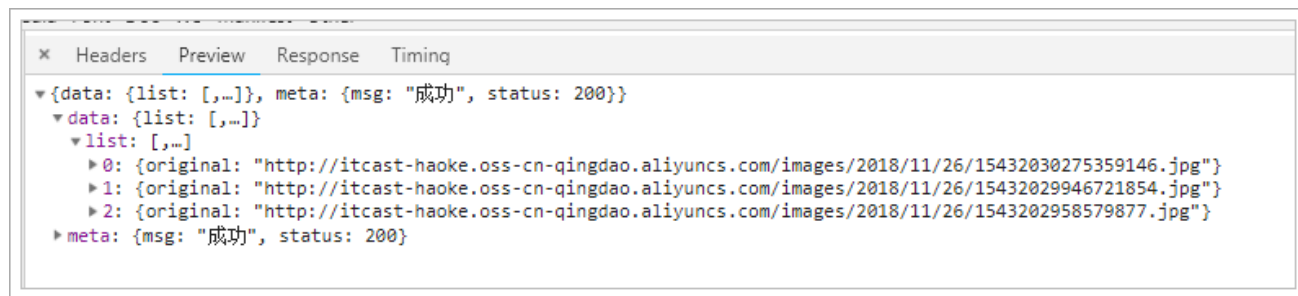 × Headers Preview Response Timing
▼{data: {list: [,…]}, meta: {msg: "成功", status: 200}}
▼data: {list: [,…]}
▼list: [,…]
▶0: {original: "http://itcast-haoke.oss-cn-qingdao.aliyuncs.com/images/2018/11/26/15432030275359146.jpg"}
▶1: {original: "http://itcast-haoke.oss-cn-qingdao.aliyuncs.com/images/2018/11/26/15432029946721854.jpg"}
▶2: {original: "http://itcast-haoke.oss-cn-qingdao.aliyuncs.com/images/2018/11/26/1543202958579877.jpg"}
▶meta: {msg: "成功", status: 200}